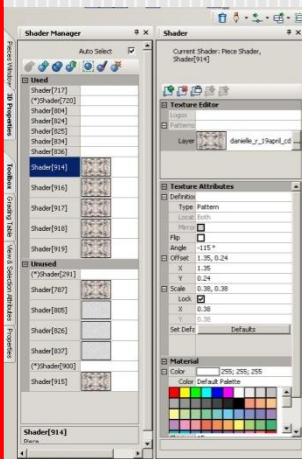 Shader Manager
Auto Select
Used
Shader[717]
(*)Shader[720]
Shader[804]
Shader[824]
Shader[825]
Shader[834]
Shader[836]
Shader[914]
Shader[916]
Shader[917]
Shader[918]
Shader[919]
Unused
(*)Shader[291]
Shader[787]
Shader[805]
Shader[826]
Shader[837]
(*)Shader[900]
Shader[915]
Shader[914]
Piece
Pieces Window
3D Properties
Toolbox
Grading Table
View & Selection Attributes
Properties
Shader
Current Shader: Piece Shader,
Shader[914]
Texture Editor
Logos
Patterns
Layer danielle_r_19april_cd ...
Texture Attributes
Definition
Type Pattern
Locat Both
Mirror
Flip
Angle -115 °
Offset 1.35, 0.24
X 1.35
Y 0.24
Scale 0.38, 0.38
Lock
X 0.38
Y 0.38
Set Defs Defaults
Material
Color 255; 255; 255
Color Default Palette